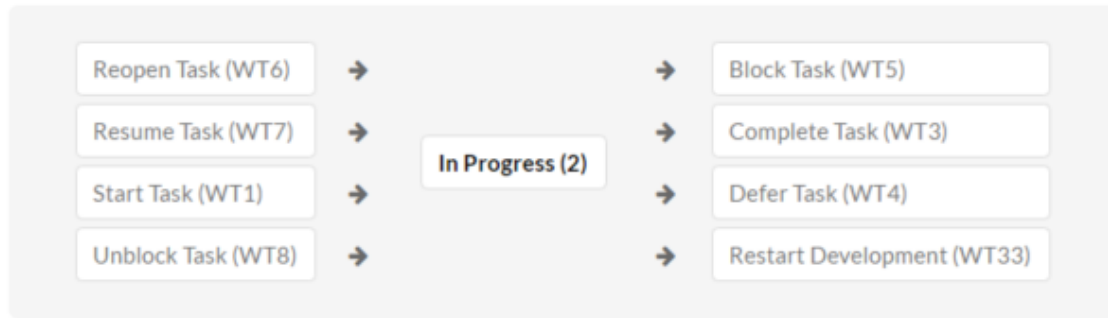 Reopen Task (WT6)
Block Task (WT5)
Resume Task (WT7)
Complete Task (WT3)
In Progress (2)
Start Task (WT1)
Defer Task (WT4)
Unblock Task (WT8)
Restart Development (WT33)